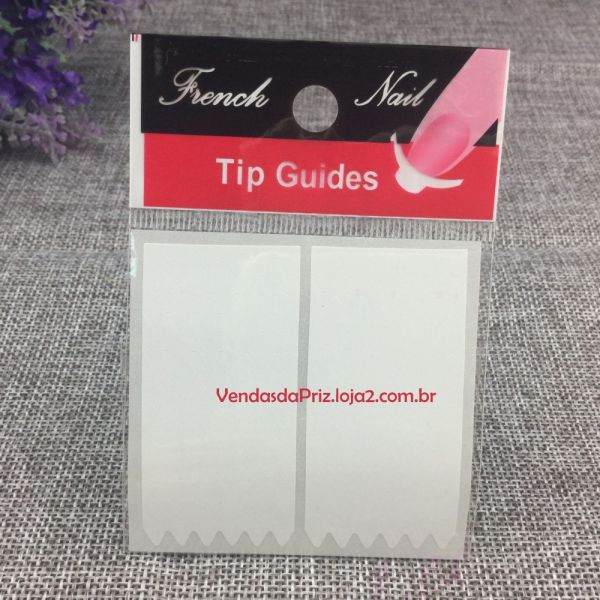 French Nail
Tip Guides
VendasdaPriz.loja2.com.br